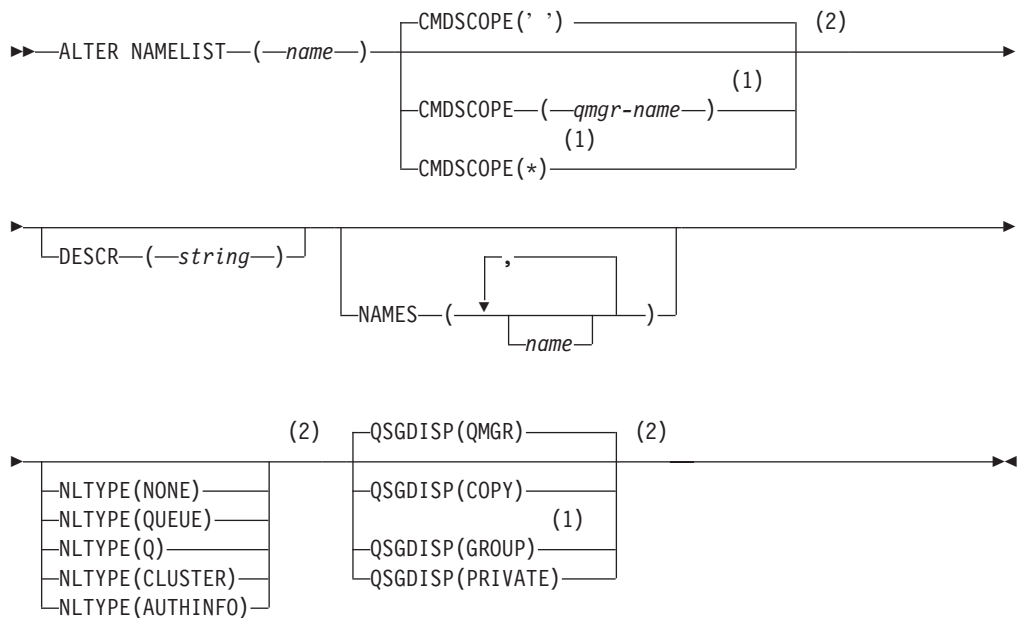 CMDSCOPE(’ ’) (2)
ALTER NAMELIST ( name )
(1)
CMDSCOPE ( qmgr-name )
(1)
CMDSCOPE(*)
DESCR ( string )
,
NAMES ( )
name
(2) QSGDISP(QMGR) (2)
NLTYPE(NONE) QSGDISP(COPY)
NLTYPE(QUEUE) (1)
NLTYPE(Q) QSGDISP(GROUP)
NLTYPE(CLUSTER) QSGDISP(PRIVATE)
NLTYPE(AUTHINFO)